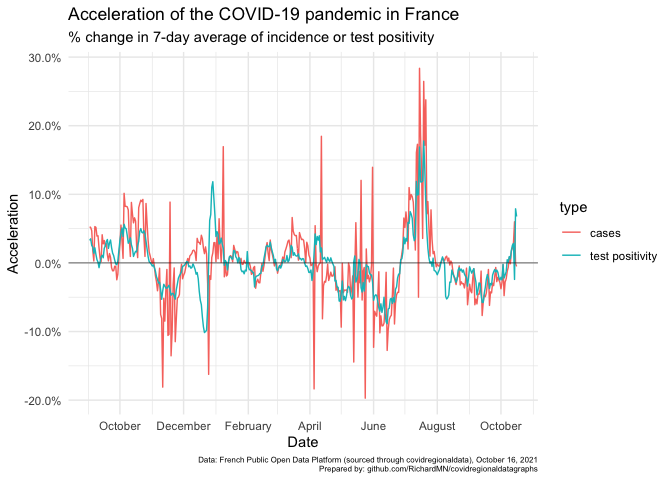 Acceleration of the COVID-19 pandemic in France
% change in 7-day average of incidence or test positivity
30.0%
20.0%
10.0%
0.0%
-10.0%
-20.0%
Acceleration
October December February April June August October
Date
type
cases
test positivity
Data: French Public Open Data Platform (sourced through covidregionaldata), October 16, 2021
Prepared by: github.com/RichardMN/covidregionaldatagraphs